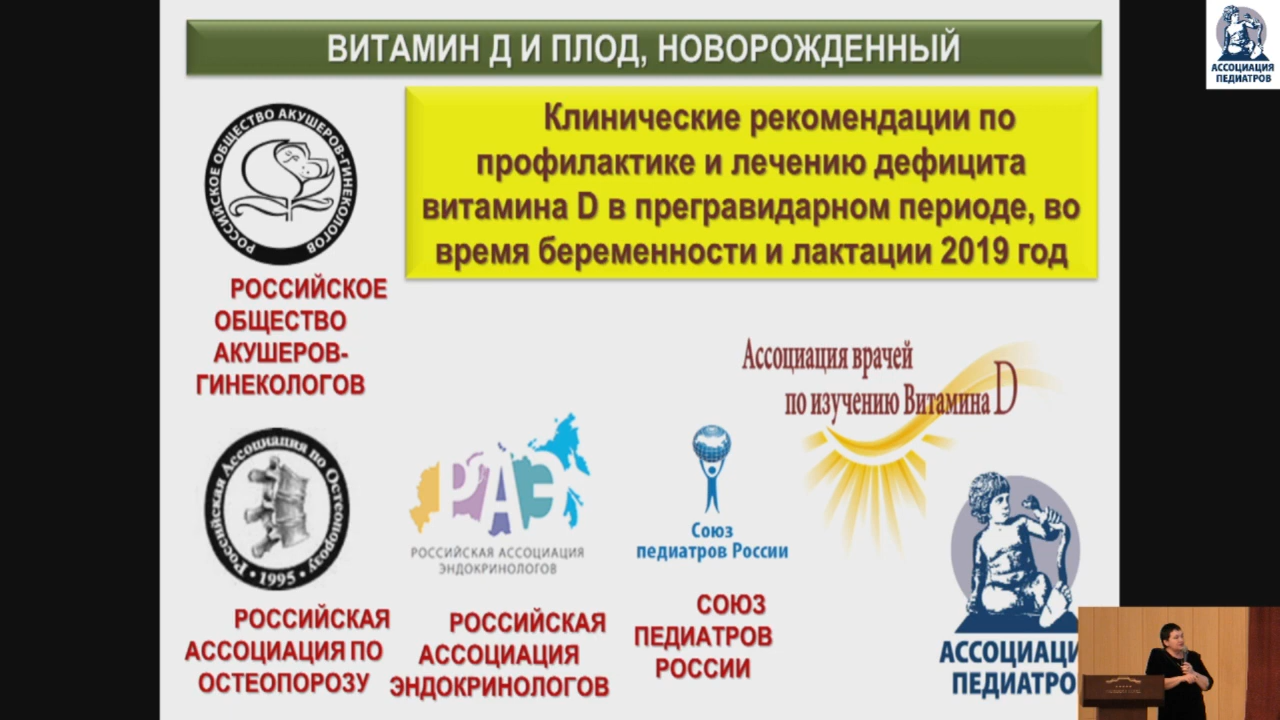 ВИТАМИН Д И ПЛОД, НОВОРОЖДЕННЫЙ
АССОЦИАЦИЯ
ПЕДИАТРОВ
Клинические рекомендации по
профилактике и лечению дефицита
витамина D в прегравидарном периоде, во
время беременности и лактации 2019 год
РОССИЙСКОЕ ОБЩЕСТВО АКУШЕРОВ-ГИНЕКОЛОГОВ
РОССИЙСКОЕ
ОБЩЕСТВО
АКУШЕРОВ-
ГИНЕКОЛОГОВ
Ассоциация врачей
по изучению Витамина D
Российская Ассоциация по Остеопорозу
• 1995 •
РАЭ
РОССИЙСКАЯ АССОЦИАЦИЯ
ЭНДОКРИНОЛОГОВ
Союз
педиатров России
РОССИЙСКАЯ
АССОЦИАЦИЯ ПО
ОСТЕОПОРОЗУ
РОССИЙСКАЯ
АССОЦИАЦИЯ
ЭНДОКРИНОЛОГОВ
СОЮЗ
ПЕДИАТРОВ
РОССИИ
АССОЦИАЦИ
ПЕДИАТРО